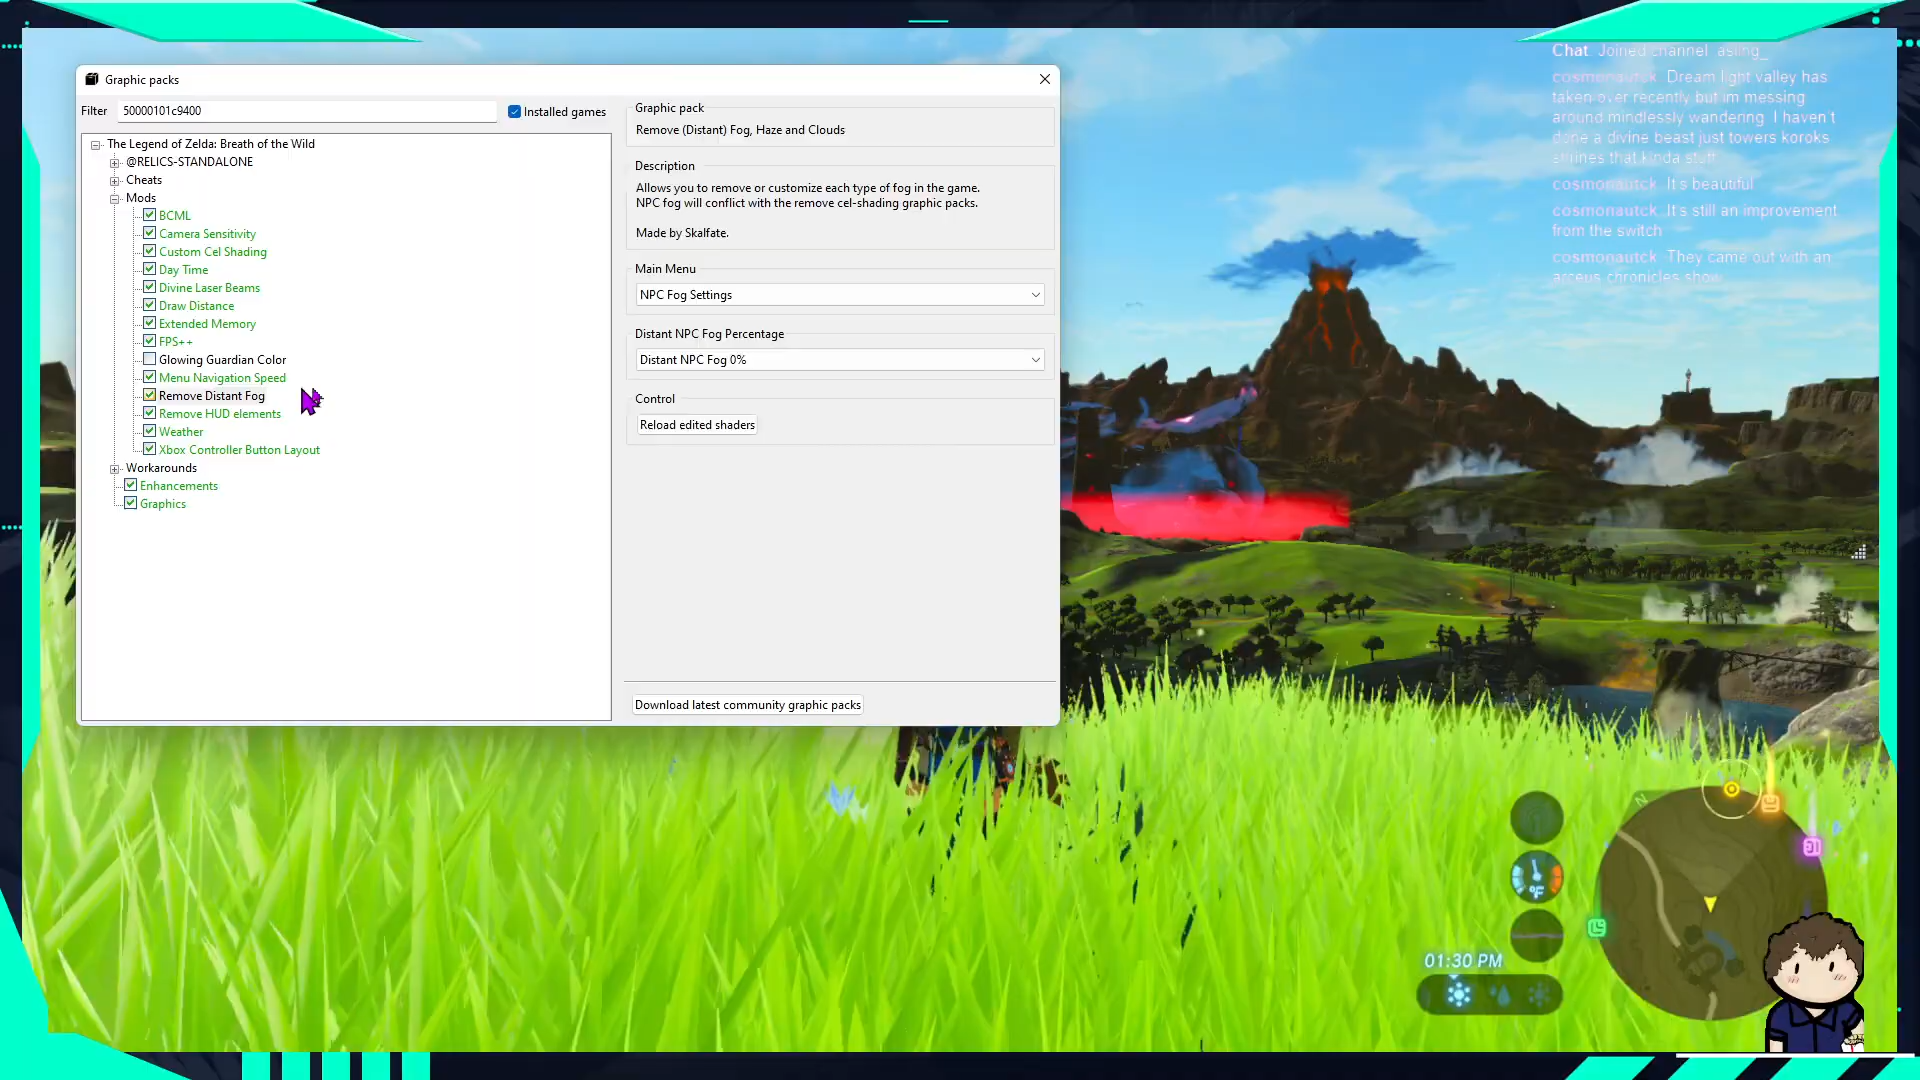 Graphic packs
Filter 50000101c9400 Installed games
The Legend of Zelda: Breath of the Wild
@RELICS-STANDALONE
Cheats
Mods
BCML
Camera Sensitivity
Custom Cel Shading
Day Time
Divine Laser Beams
Draw Distance
Extended Memory
FPS++
Glowing Guardian Color
Menu Navigation Speed
Remove Distant Fog
Remove HUD elements
Weather
Xbox Controller Button Layout
Workarounds
Enhancements
Graphics
Graphic pack
Remove (Distant) Fog, Haze and Clouds
Description
Allows you to remove or customize each type of fog in the game.
NPC fog will conflict with the remove cel-shading graphic packs.
Made by Skalfate.
Main Menu
NPC Fog Settings
Distant NPC Fog Percentage
Distant NPC Fog 0%
Control
Reload edited shaders
Download latest community graphic packs
Chat Joined channel asling_
cosmonautck Dream light valley has
taken over recently but im messing
around mindlessly wandering. I haven't
done a divine beast just towers koroks
shrines that kinda stuff
cosmonautck It's beautiful
cosmonautck It's still an improvement
from the switch
cosmonautck They came out with an
arceus chronicles show
N
°F
01:30 PM